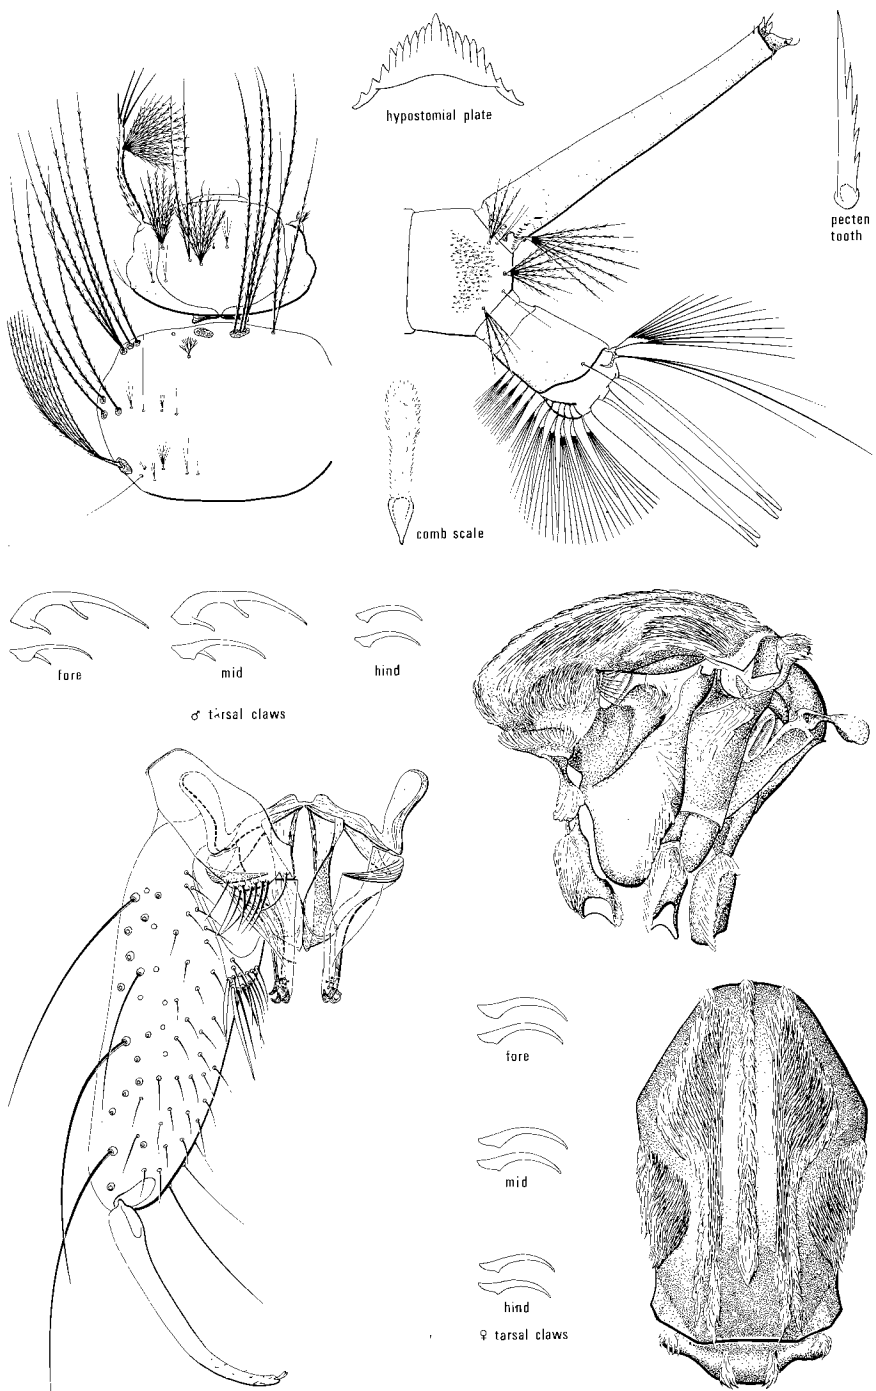 hypostomial plate
pecten
tooth
comb scale
fore
mid
hind
♂ tarsal claws
fore
mid
hind
♀ tarsal claws